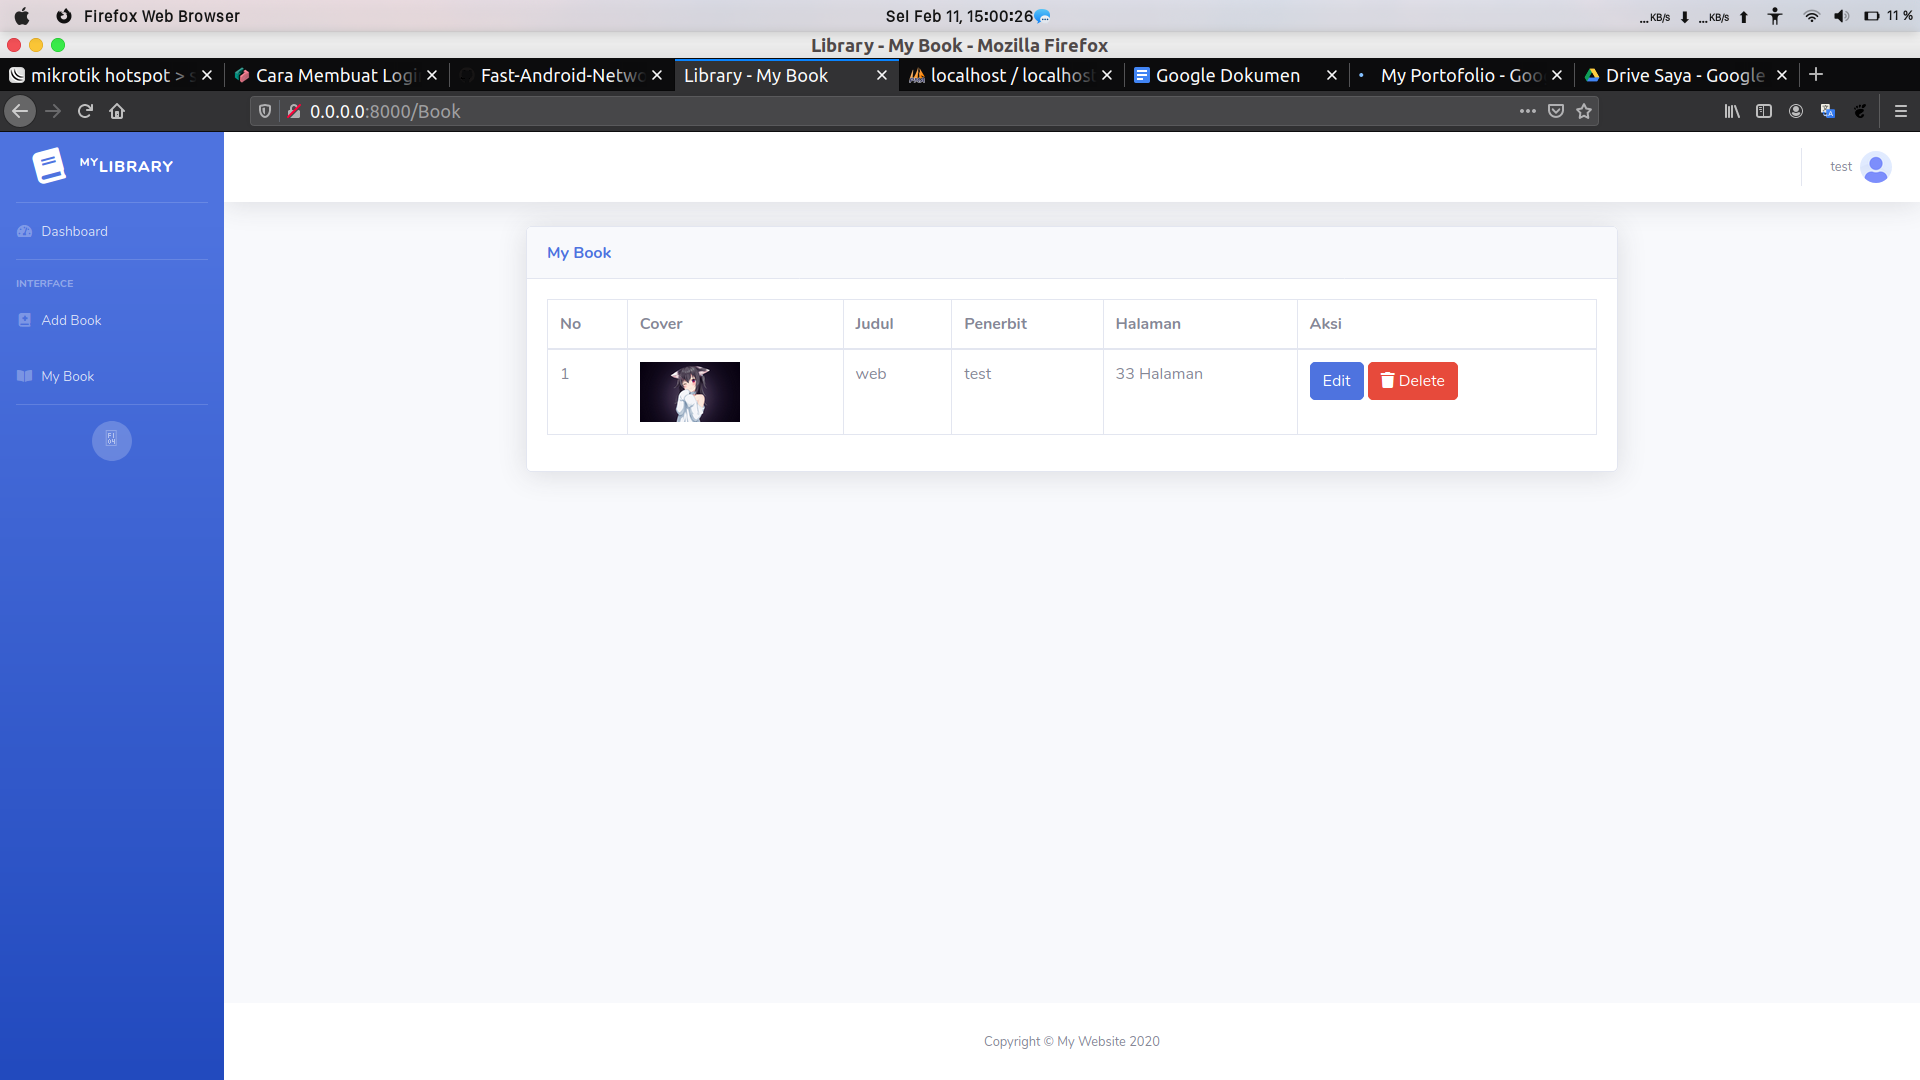 Firefox Web Browser
Sel Feb 11, 15:00:26
...KB/s ...KB/s 11 %
Library - My Book - Mozilla Firefox
mikrotik hotspot > s
Cara Membuat Logi
Fast-Android-Netwo
Library - My Book
localhost / localhost
Google Dokumen
My Portofolio - Goo
Drive Saya - Google
0.0.0.0:8000/Book
MY LIBRARY
test
Dashboard
INTERFACE
Add Book
My Book
My Book
No Cover Judul Penerbit Halaman Aksi
1 web test 33 Halaman Edit Delete
Copyright © My Website 2020